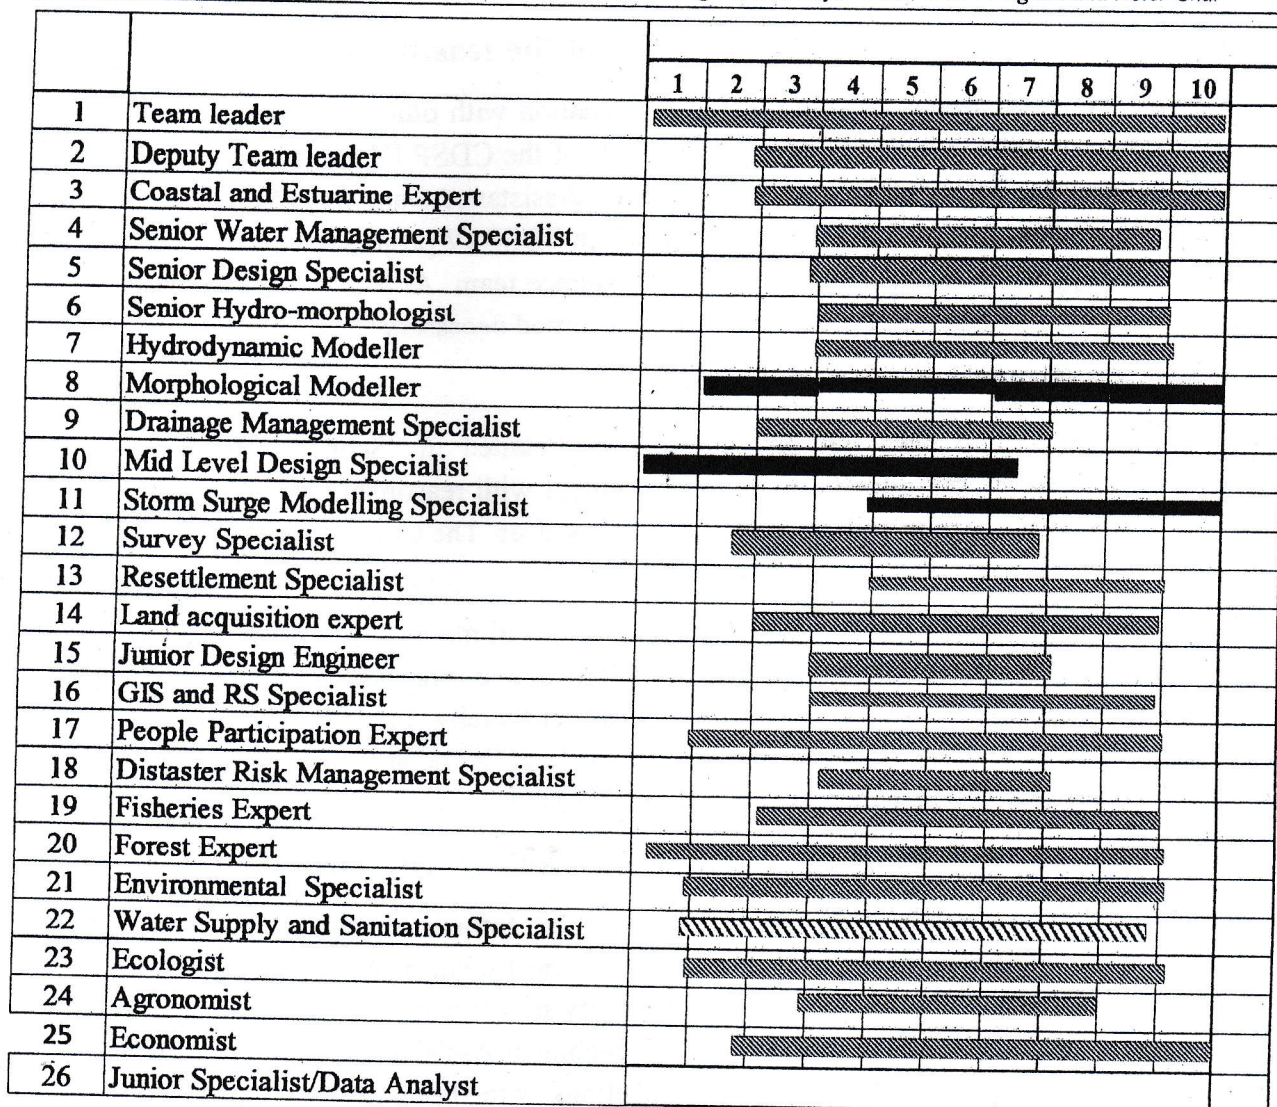 1 2 3 4 5 6 7 8 9 10
1 Team leader
2 Deputy Team leader
3 Coastal and Estuarine Expert
4 Senior Water Management Specialist
5 Senior Design Specialist
6 Senior Hydro-morphologist
7 Hydrodynamic Modeller
8 Morphological Modeller
9 Drainage Management Specialist
10 Mid Level Design Specialist
11 Storm Surge Modelling Specialist
12 Survey Specialist
13 Resettlement Specialist
14 Land acquisition expert
15 Junior Design Engineer
16 GIS and RS Specialist
17 People Participation Expert
18 Distaster Risk Management Specialist
19 Fisheries Expert
20 Forest Expert
21 Environmental Specialist
22 Water Supply and Sanitation Specialist
23 Ecologist
24 Agronomist
25 Economist
26 Junior Specialist/Data Analyst